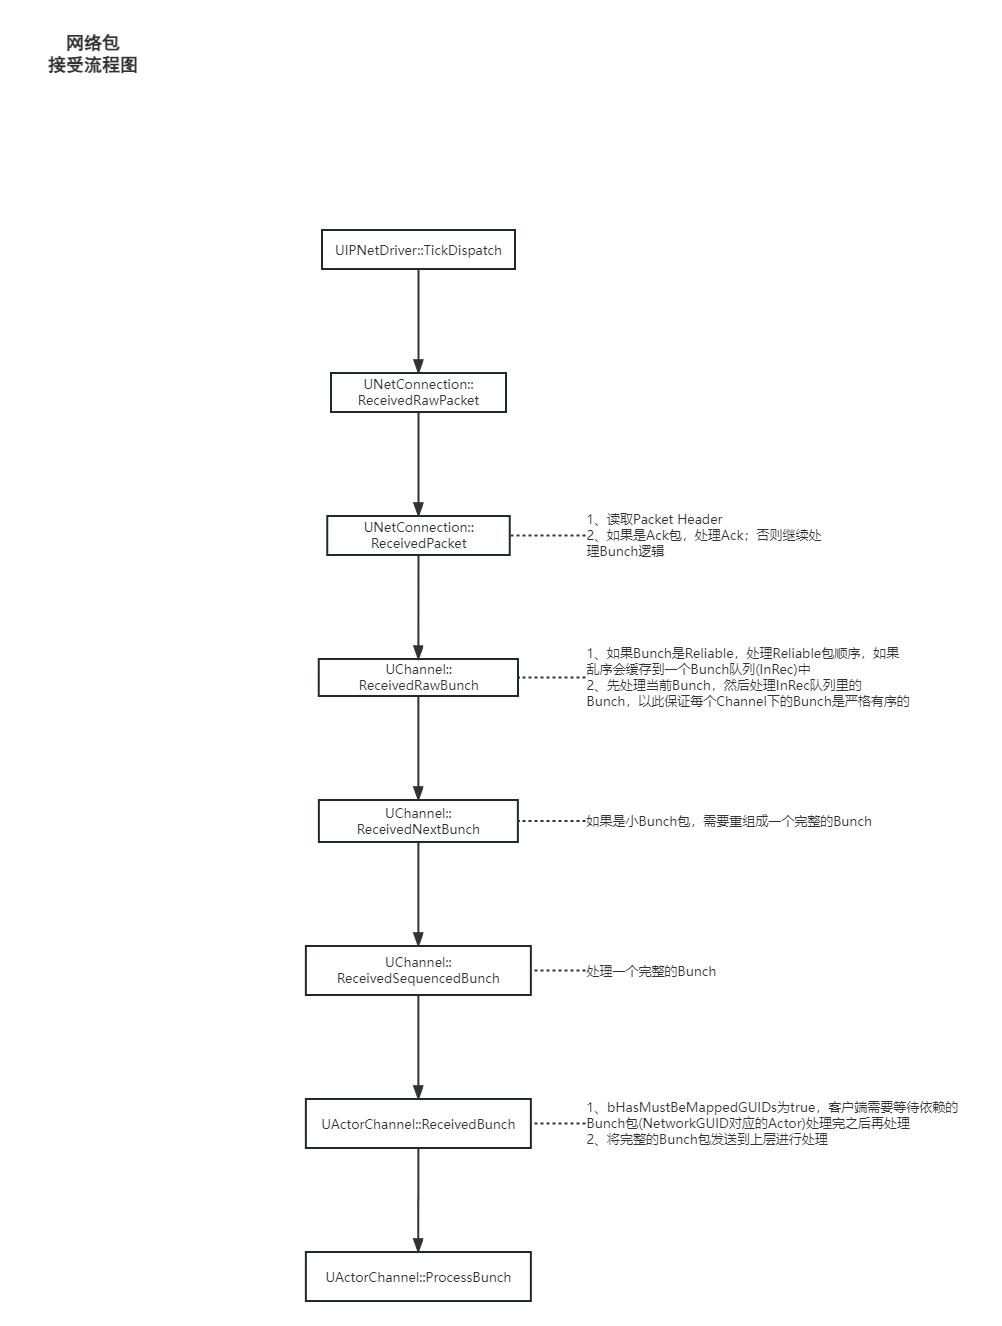 网络包
接受流程图
UIPNetDriver::TickDispatch
UNetConnection::
ReceivedRawPacket
UNetConnection::
ReceivedPacket
1、读取Packet Header
2、如果是Ack包，处理Ack；否则继续处
理Bunch逻辑
UChannel::
ReceivedRawBunch
1、如果Bunch是Reliable，处理Reliable包顺序，如果
乱序会缓存到一个Bunch队列(InRec)中
2、先处理当前Bunch，然后处理InRec队列里的
Bunch，以此保证每个Channel下的Bunch是严格有序的
UChannel::
ReceivedNextBunch
如果是小Bunch包，需要重组成一个完整的Bunch
UChannel::
ReceivedSequencedBunch
处理一个完整的Bunch
UActorChannel::ReceivedBunch
1、bHasMustBeMappedGUIDs为true，客户端需要等待依赖的
Bunch包(NetworkGUID对应的Actor)处理完之后再处理
2、将完整的Bunch包发送到上层进行处理
UActorChannel::ProcessBunch